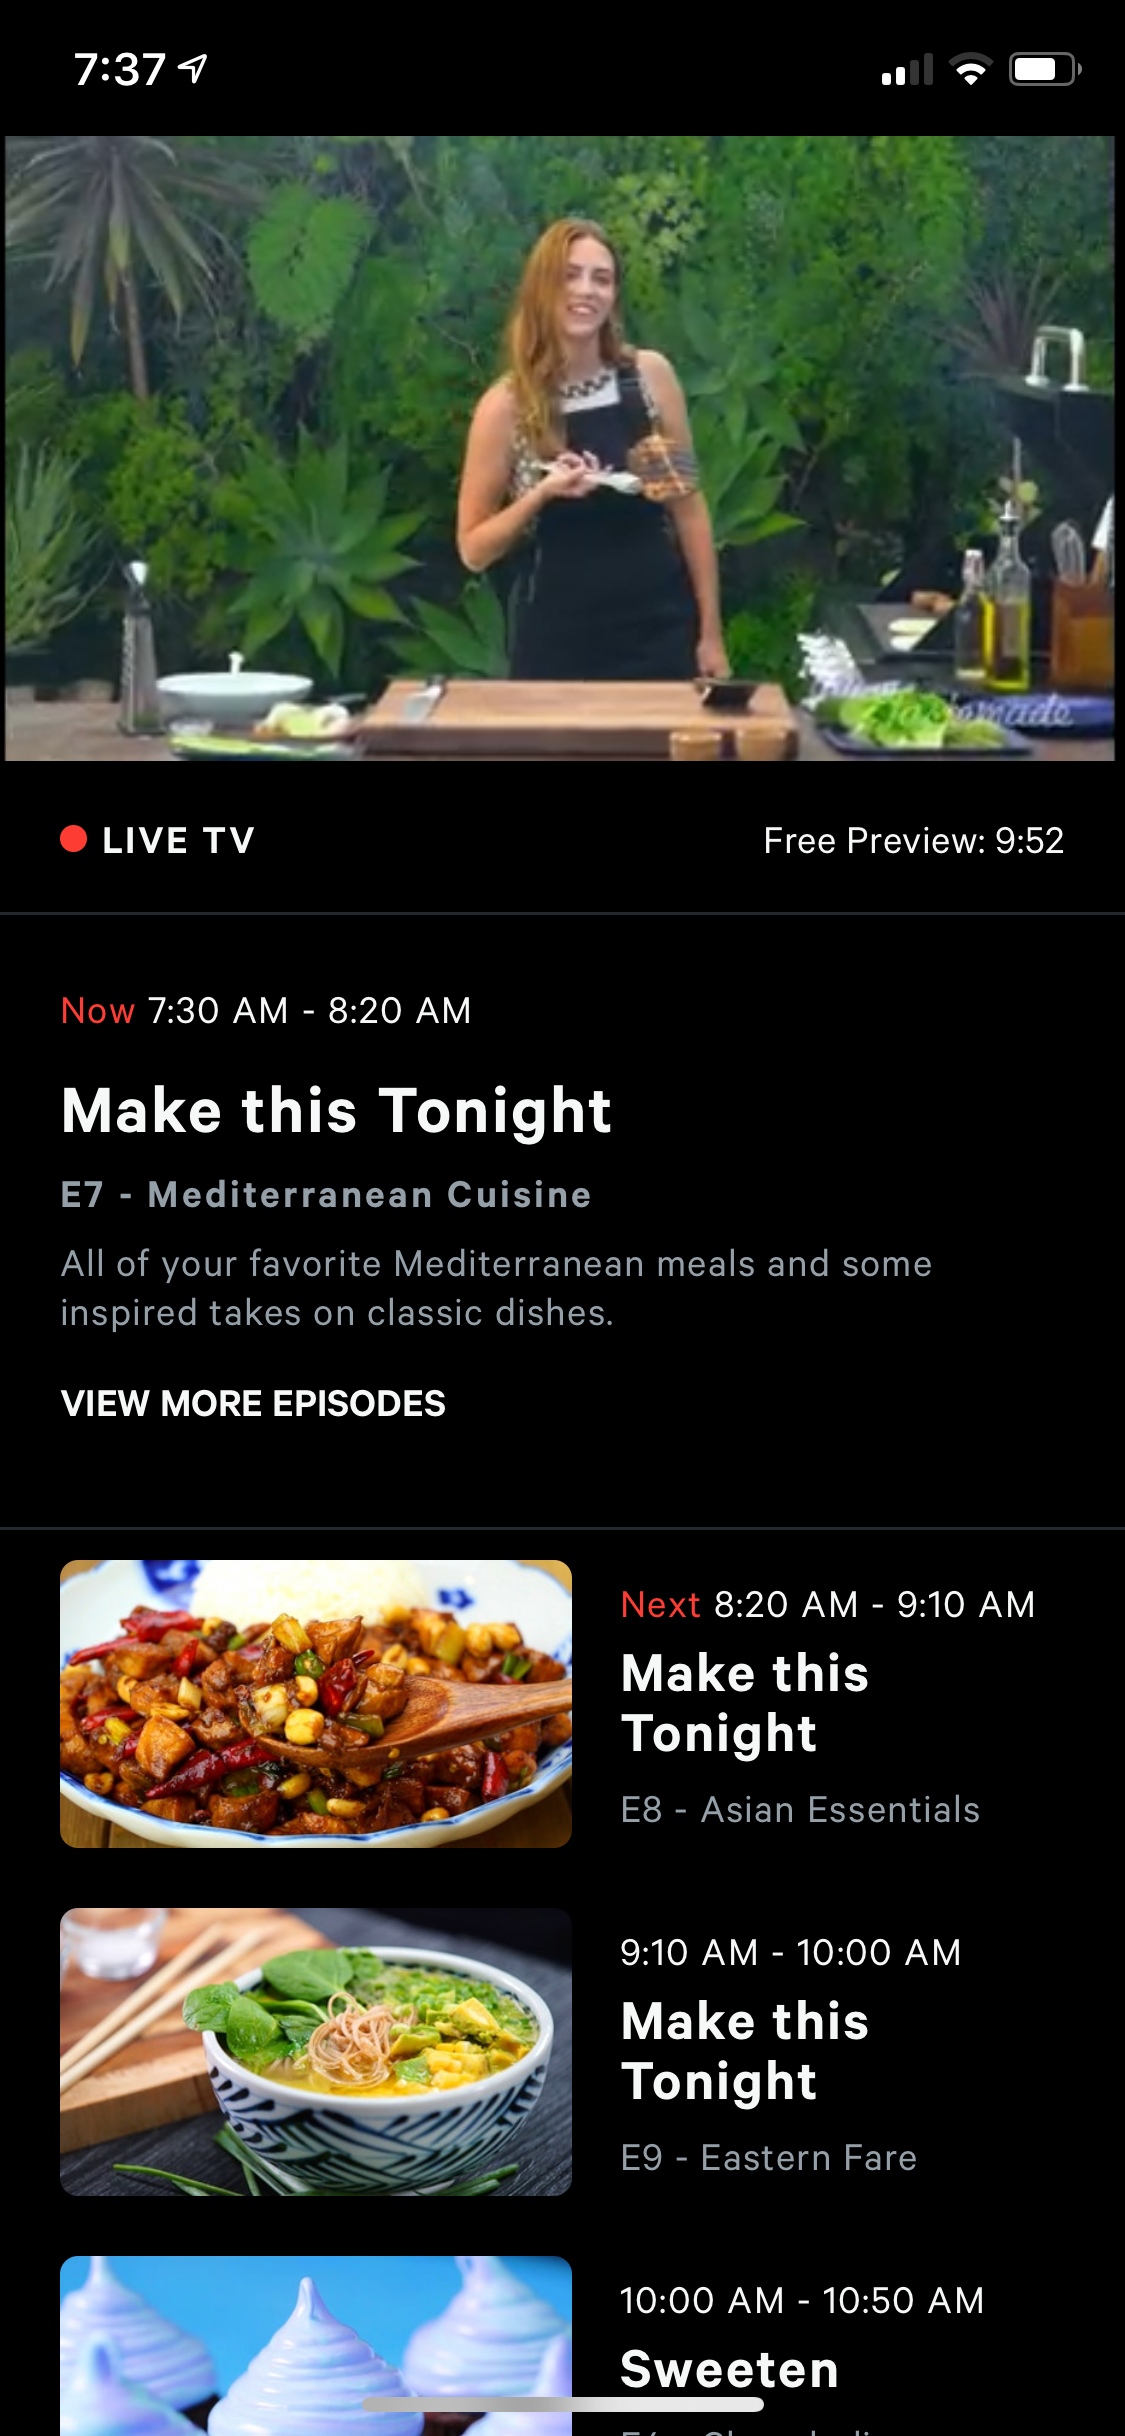 7:37
Homemade
LIVE TV
Free Preview: 9:52
Now 7:30 AM - 8:20 AM
Make this Tonight
E7 - Mediterranean Cuisine
All of your favorite Mediterranean meals and some
inspired takes on classic dishes.
VIEW MORE EPISODES
Next 8:20 AM - 9:10 AM
Make this
Tonight
E8 - Asian Essentials
9:10 AM - 10:00 AM
Make this
Tonight
E9 - Eastern Fare
10:00 AM - 10:50 AM
Sweeten